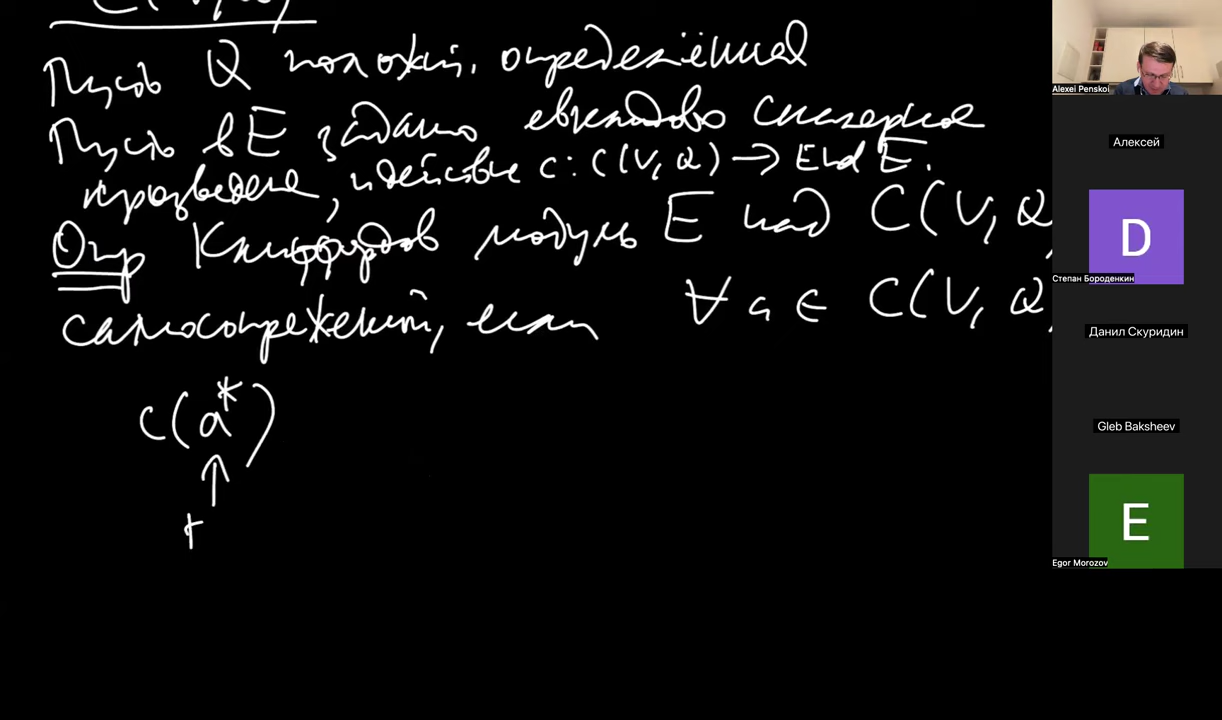 C(V, Q)
Пусть Q полож. определённая
Пусть в E задано евклидово скалярное
произведение, и действие c: C(V, Q) → End E.
Опр Клиффордов модуль E над C(V, Q
самосопряжённый, если ∀ a ∈ C(V, Q,
c(a*)
↑
Alexei Penskoi
Алексей
D
Степан Бороденкин
Данил Скуридин
Gleb Baksheev
E
Egor Morozov